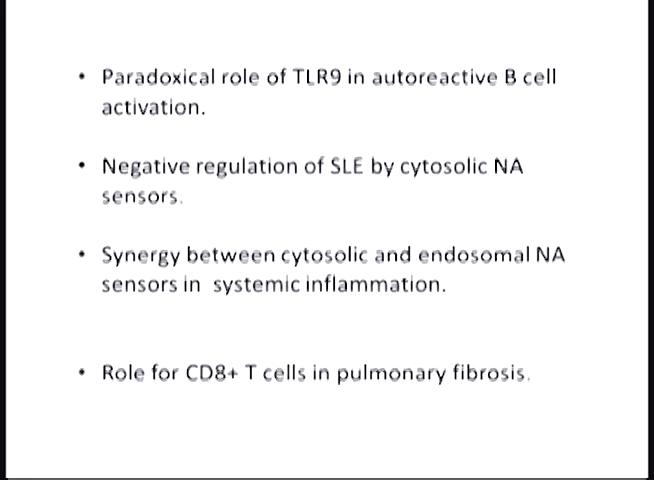 • Paradoxical role of TLR9 in autoreactive B cell
activation.
• Negative regulation of SLE by cytosolic NA
sensors.
• Synergy between cytosolic and endosomal NA
sensors in  systemic inflammation.
• Role for CD8+ T cells in pulmonary fibrosis.